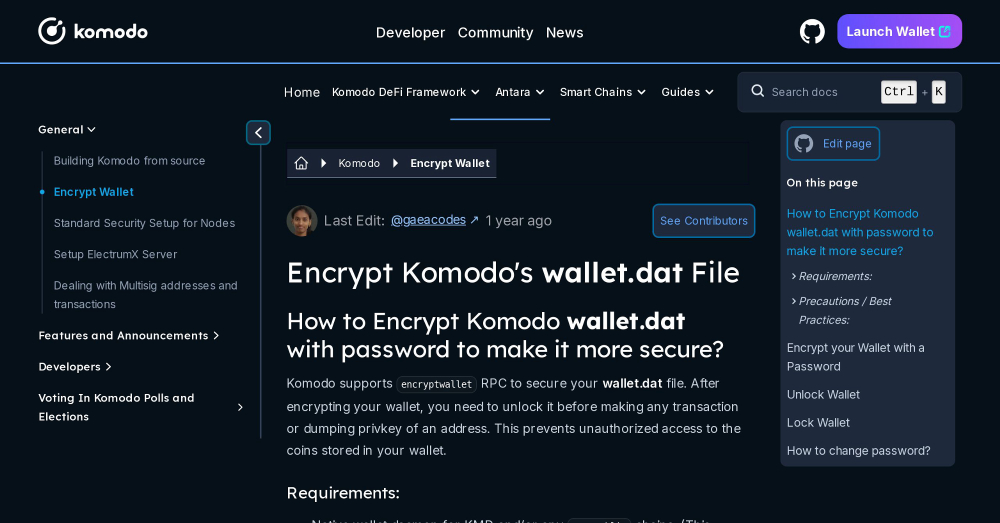 komodo
Developer Community News
Launch Wallet
Home Komodo DeFi Framework Antara Smart Chains Guides
Search docs Ctrl + K
General
Building Komodo from source
Encrypt Wallet
Standard Security Setup for Nodes
Setup ElectrumX Server
Dealing with Multisig addresses and
transactions
Features and Announcements
Developers
Voting In Komodo Polls and
Elections
Komodo Encrypt Wallet
Last Edit: @gaeacodes ↗ 1 year ago
See Contributors
Encrypt Komodo's wallet.dat File
How to Encrypt Komodo wallet.dat
with password to make it more secure?
Komodo supports encryptwallet RPC to secure your wallet.dat file. After
encrypting your wallet, you need to unlock it before making any transaction
or dumping privkey of an address. This prevents unauthorized access to the
coins stored in your wallet.
Requirements:
Edit page
On this page
How to Encrypt Komodo
wallet.dat with password to
make it more secure?
Requirements:
Precautions / Best
Practices:
Encrypt your Wallet with a
Password
Unlock Wallet
Lock Wallet
How to change password?